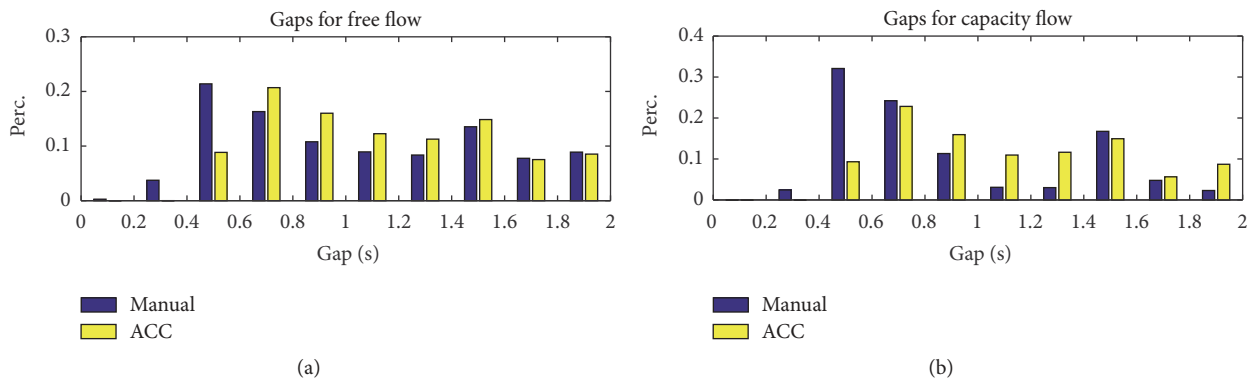 Gaps for free flow
0.3
0.2
0.1
0
Perc.
0 0.2 0.4 0.6 0.8 1 1.2 1.4 1.6 1.8 2
Gap (s)
Manual
ACC
(a)
Gaps for capacity flow
0.4
0.3
0.2
0.1
0
Perc.
0 0.2 0.4 0.6 0.8 1 1.2 1.4 1.6 1.8 2
Gap (s)
Manual
ACC
(b)